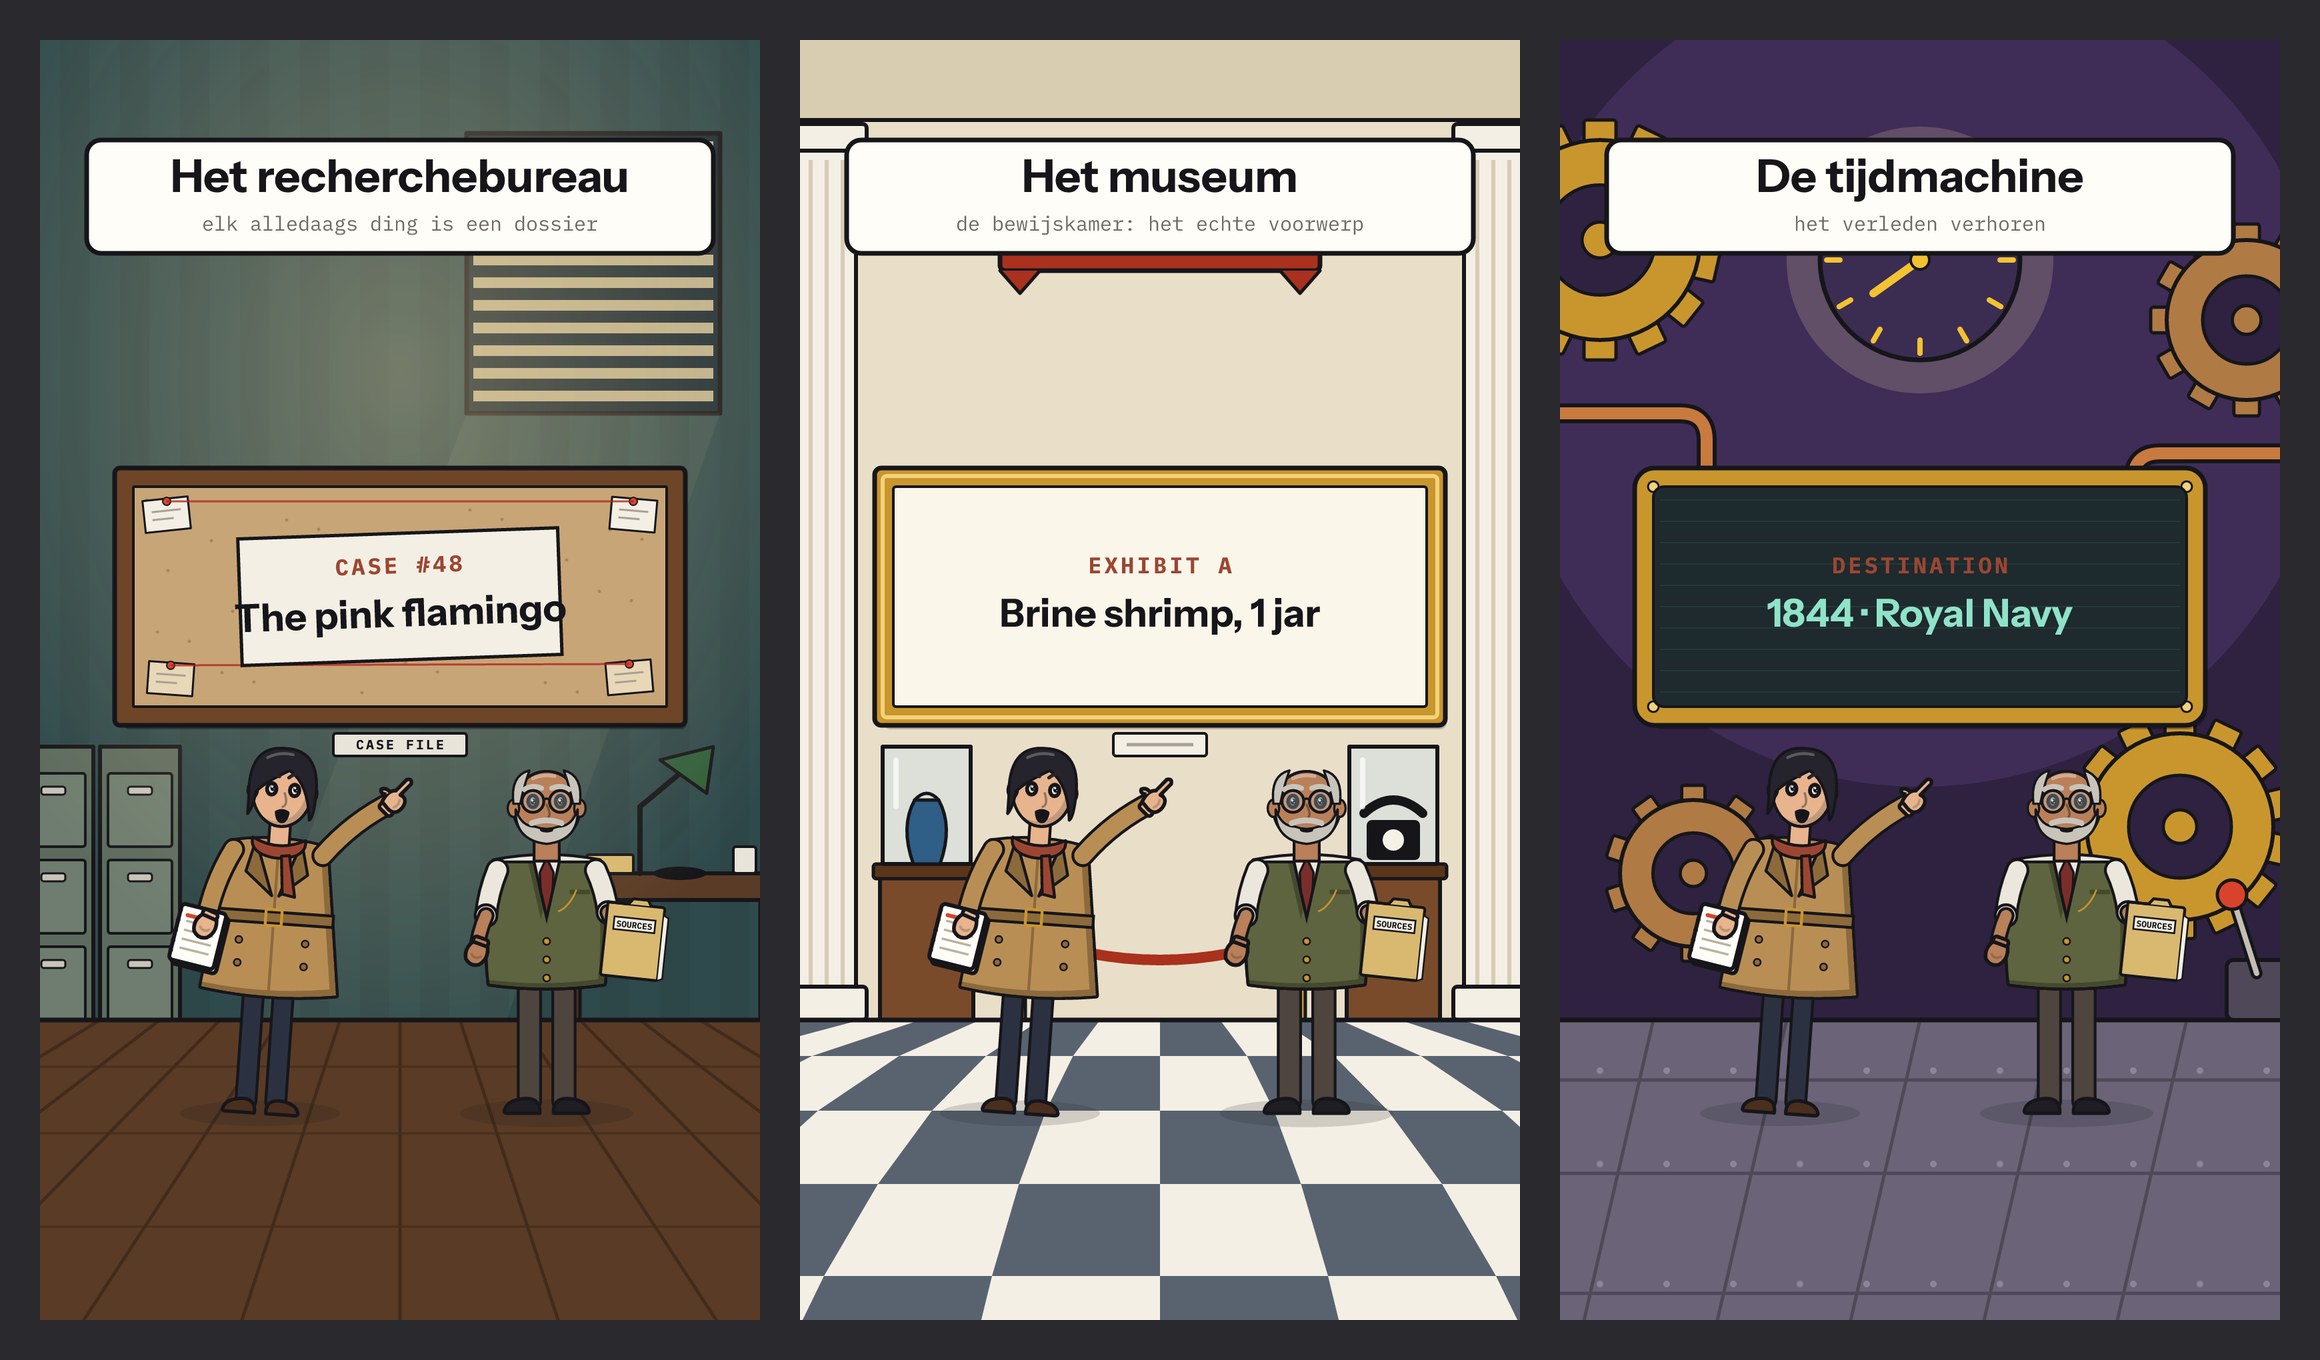 Het recherchebureau
elk alledaags ding is een dossier
CASE #48
The pink flamingo
CASE FILE
SOURCES
Het museum
de bewijskamer: het echte voorwerp
EXHIBIT A
Brine shrimp, 1 jar
SOURCES
De tijdmachine
het verleden verhoren
DESTINATION
1844 · Royal Navy
SOURCES